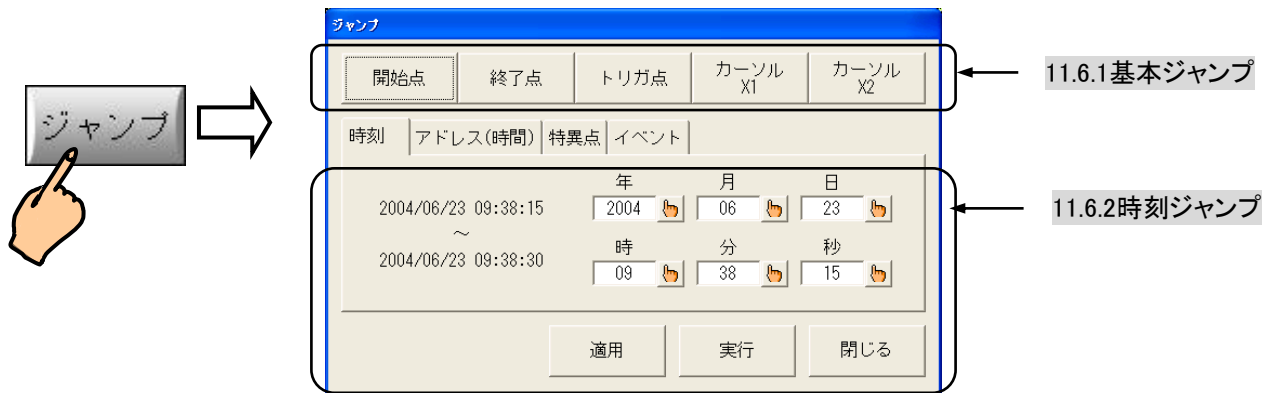 ジャンプ
ジャンプ
開始点
終了点
トリガ点
カーソル
X1
カーソル
X2
11.6.1基本ジャンプ
時刻
アドレス(時間)
特異点
イベント
2004/06/23 09:38:15
～
2004/06/23 09:38:30
年
月
日
2004
06
23
時
分
秒
09
38
15
11.6.2時刻ジャンプ
適用
実行
閉じる